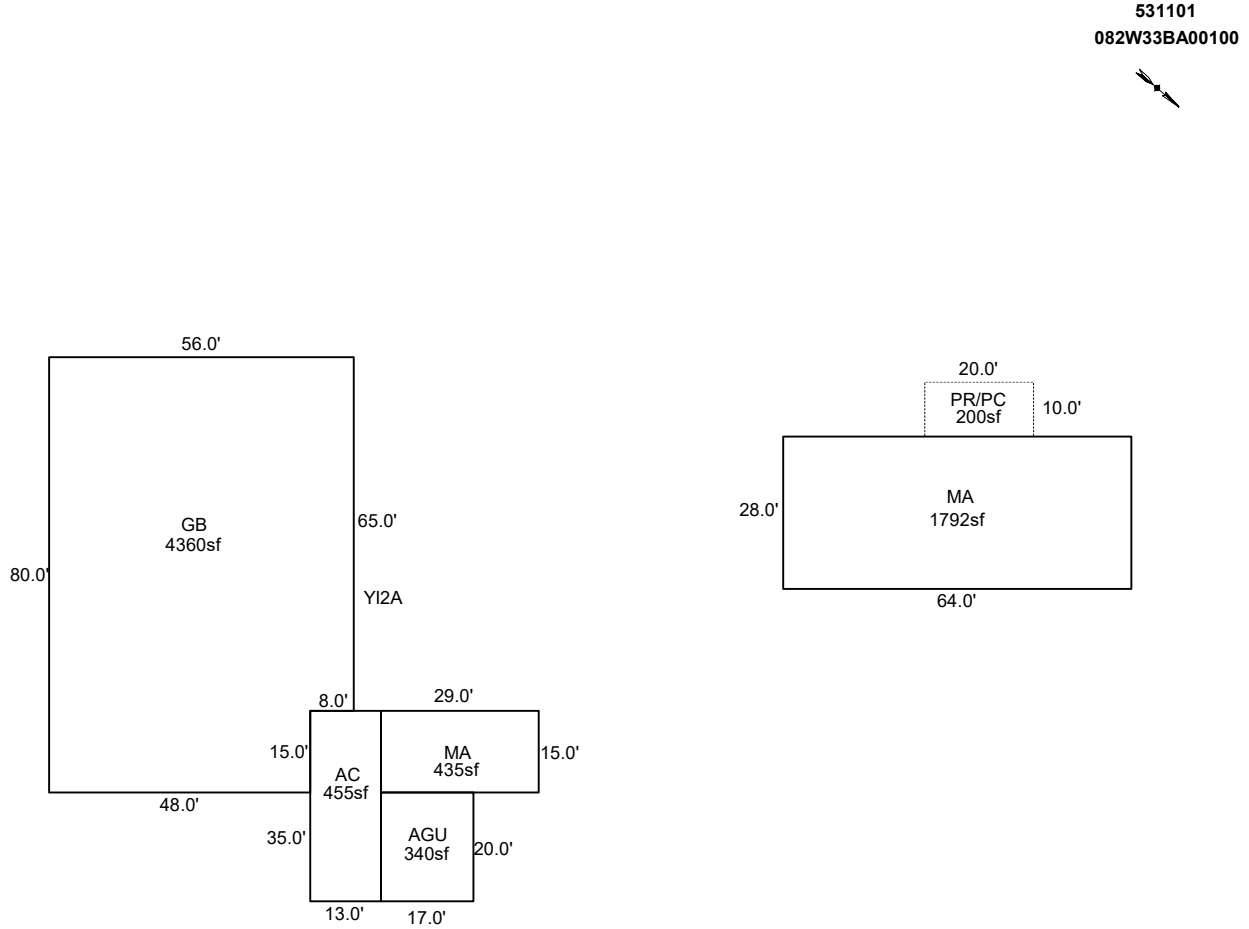 531101
082W33BA00100
56.0'
20.0'
PR/PC
200sf
10.0'
28.0'
MA
1792sf
64.0'
GB
4360sf
65.0'
80.0'
YI2A
8.0'
29.0'
15.0'
MA
435sf
15.0'
AC
455sf
48.0'
35.0'
AGU
340sf
20.0'
13.0'
17.0'